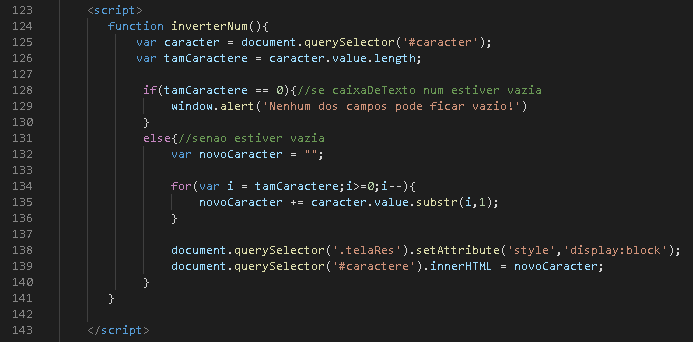 123 <script>
124 function inverterNum(){
125 var caracter = document.querySelector('#caracter');
126 var tamCaractere = caracter.value.length;
127
128 if(tamCaractere == 0){//se caixaDeTexto num estiver vazia
129 window.alert('Nenhum dos campos pode ficar vazio!')
130 }
131 else{//senao estiver vazia
132 var novoCaracter = "";
133
134 for(var i = tamCaractere;i>=0;i--){
135 novoCaracter += caracter.value.substr(i,1);
136 }
137
138 document.querySelector('.telaRes').setAttribute('style','display:block');
139 document.querySelector('#caractere').innerHTML = novoCaracter;
140 }
141 }
142
143 </script>